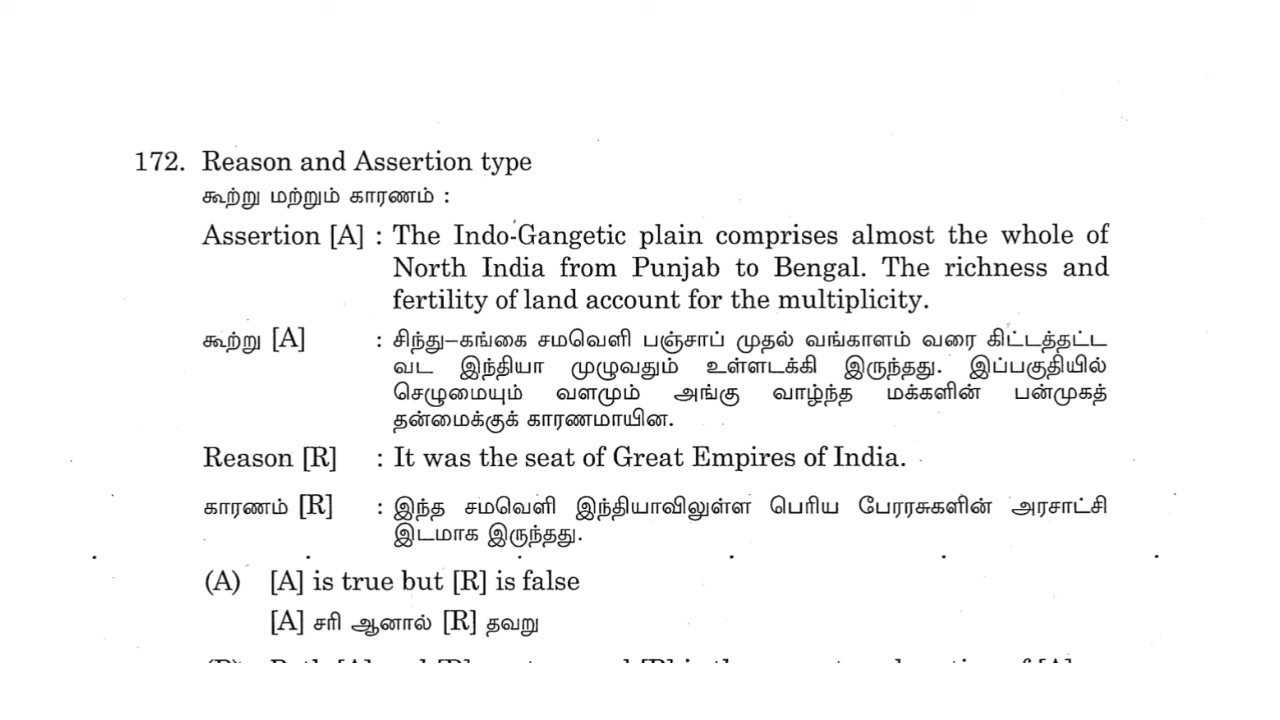 172. Reason and Assertion type
கூற்று மற்றும் காரணம் :
Assertion [A] : The Indo-Gangetic plain comprises almost the whole of
North India from Punjab to Bengal. The richness and
fertility of land account for the multiplicity.
கூற்று [A] : சிந்து–கங்கை சமவெளி பஞ்சாப் முதல் வங்காளம் வரை கிட்டத்தட்ட
வட இந்தியா முழுவதும் உள்ளடக்கி இருந்தது. இப்பகுதியில்
செழுமையும் வளமும் அங்கு வாழ்ந்த மக்களின் பன்முகத்
தன்மைக்குக் காரணமாயின.
Reason [R] : It was the seat of Great Empires of India.
காரணம் [R] : இந்த சமவெளி இந்தியாவிலுள்ள பெரிய பேரரசுகளின் அரசாட்சி
இடமாக இருந்தது.
(A) [A] is true but [R] is false
[A] சரி ஆனால் [R] தவறு